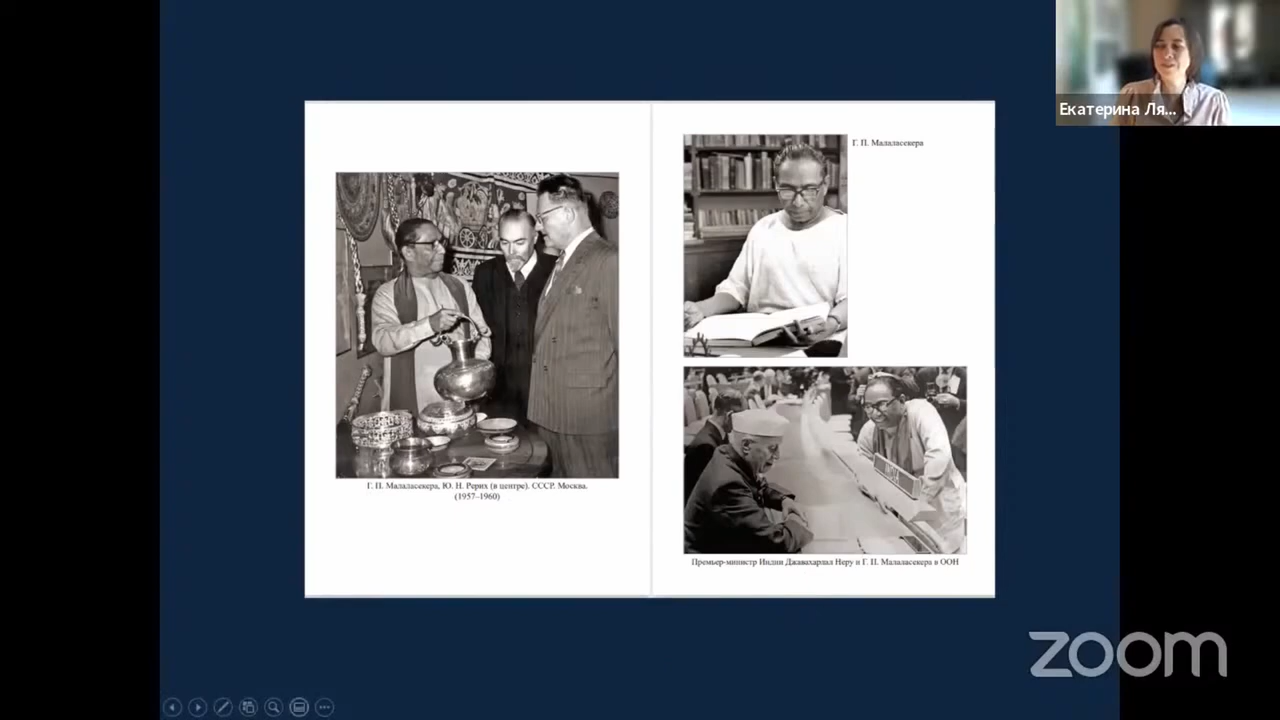 Екатерина Ля...
Г. П. Малаласекера
Г. П. Малаласекера, Ю. Н. Рерих (в центре). СССР. Москва.
(1957–1960)
Премьер-министр Индии Джавахарлал Неру и Г. П. Малаласекера в ООН
zoom